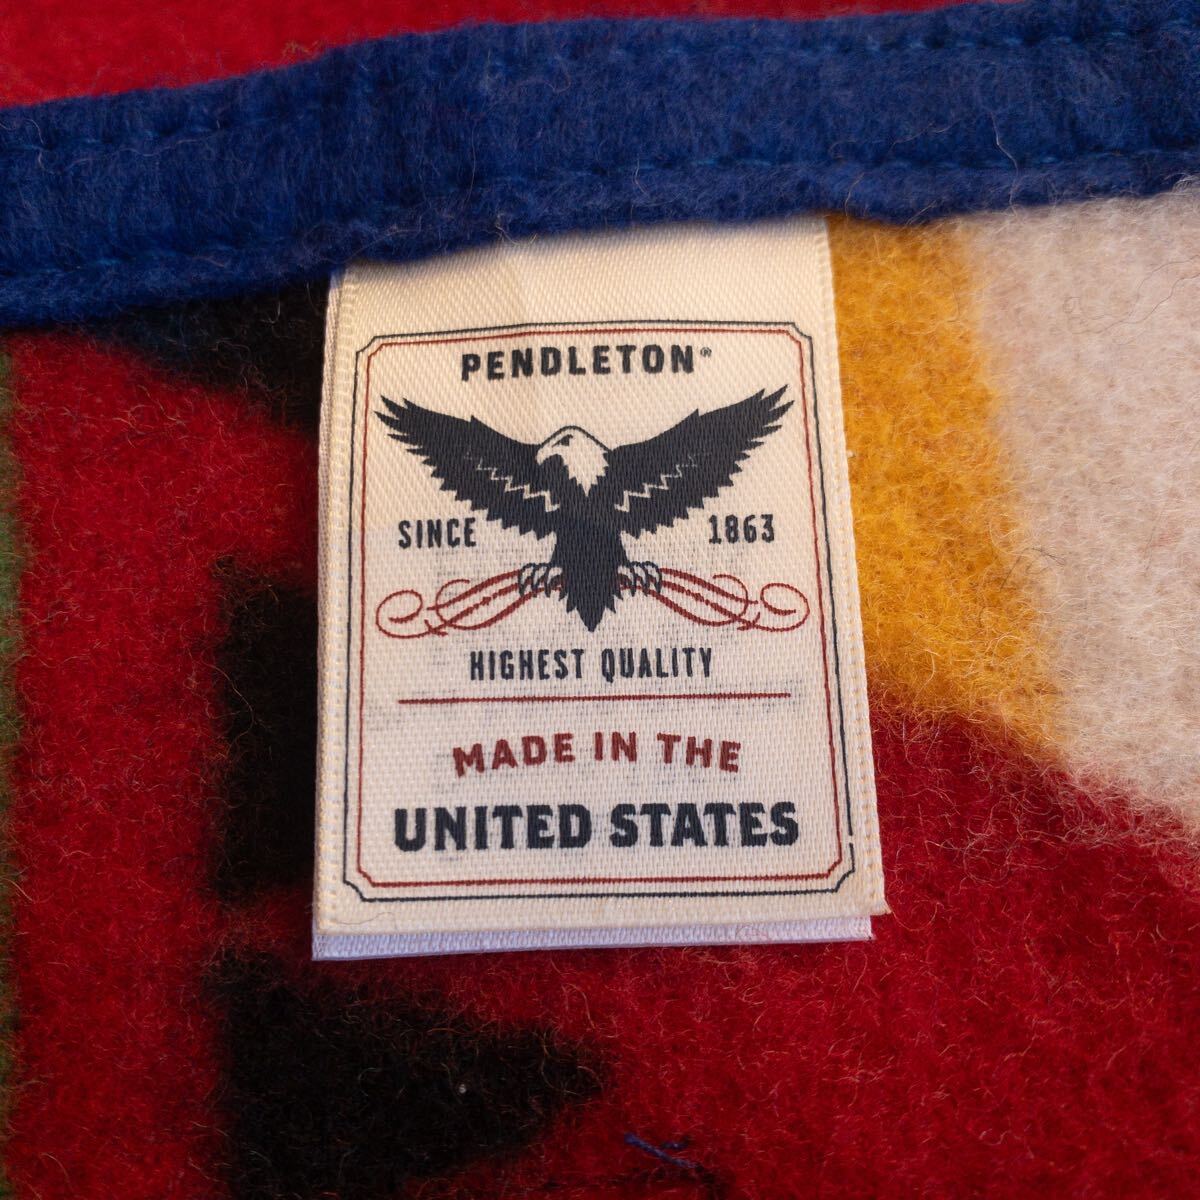 PENDLETON®
SINCE 1863
HIGHEST QUALITY
MADE IN THE
UNITED STATES